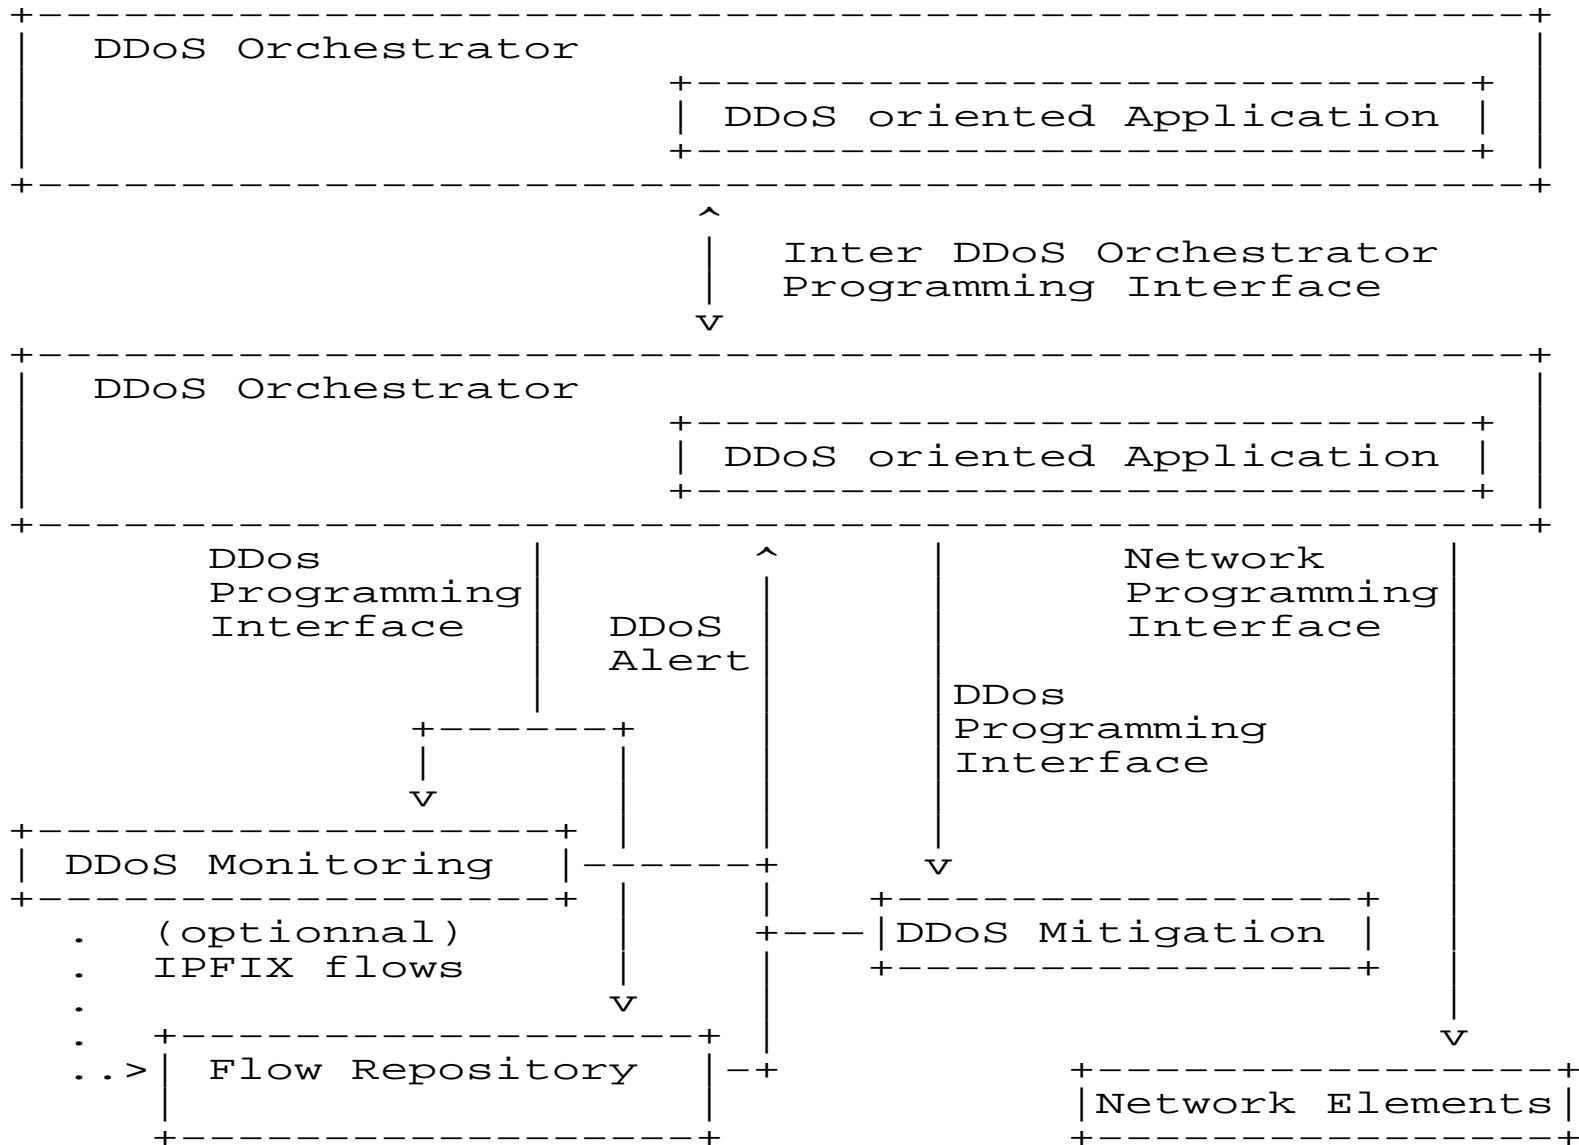 DDoS Orchestrator
DDoS oriented Application
Inter DDoS Orchestrator
Programming Interface
DDoS Orchestrator
DDoS oriented Application
DDos
Programming
Interface
DDoS
Alert
Network
Programming
Interface
DDos
Programming
Interface
DDoS Monitoring
(optionnal)
IPFIX flows
DDoS Mitigation
Flow Repository
Network Elements